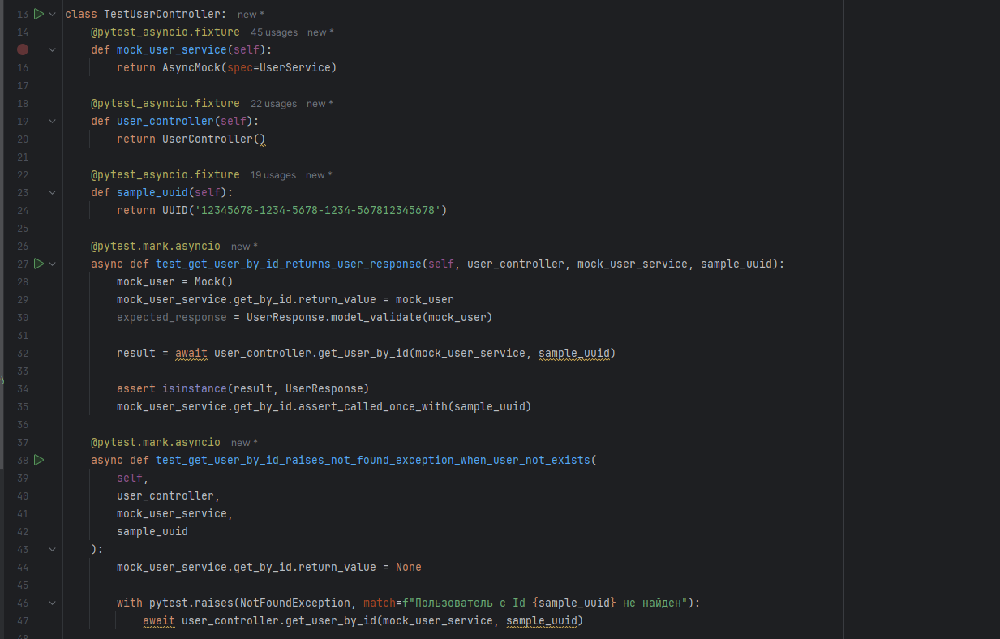 13 class TestUserController: new *
14 @pytest_asyncio.fixture 45 usages new *
def mock_user_service(self):
16 return AsyncMock(spec=UserService)
17
18 @pytest_asyncio.fixture 22 usages new *
19 def user_controller(self):
20 return UserController()
21
22 @pytest_asyncio.fixture 19 usages new *
23 def sample_uuid(self):
24 return UUID('12345678-1234-5678-1234-567812345678')
25
26 @pytest.mark.asyncio new *
27 async def test_get_user_by_id_returns_user_response(self, user_controller, mock_user_service, sample_uuid):
28 mock_user = Mock()
29 mock_user_service.get_by_id.return_value = mock_user
30 expected_response = UserResponse.model_validate(mock_user)
31
32 result = await user_controller.get_user_by_id(mock_user_service, sample_uuid)
33
34 assert isinstance(result, UserResponse)
35 mock_user_service.get_by_id.assert_called_once_with(sample_uuid)
36
37 @pytest.mark.asyncio new *
38 async def test_get_user_by_id_raises_not_found_exception_when_user_not_exists(
39 self,
40 user_controller,
41 mock_user_service,
42 sample_uuid
43 ):
44 mock_user_service.get_by_id.return_value = None
45
46 with pytest.raises(NotFoundException, match=f"Пользователь с Id {sample_uuid} не найден"):
47 await user_controller.get_user_by_id(mock_user_service, sample_uuid)
48